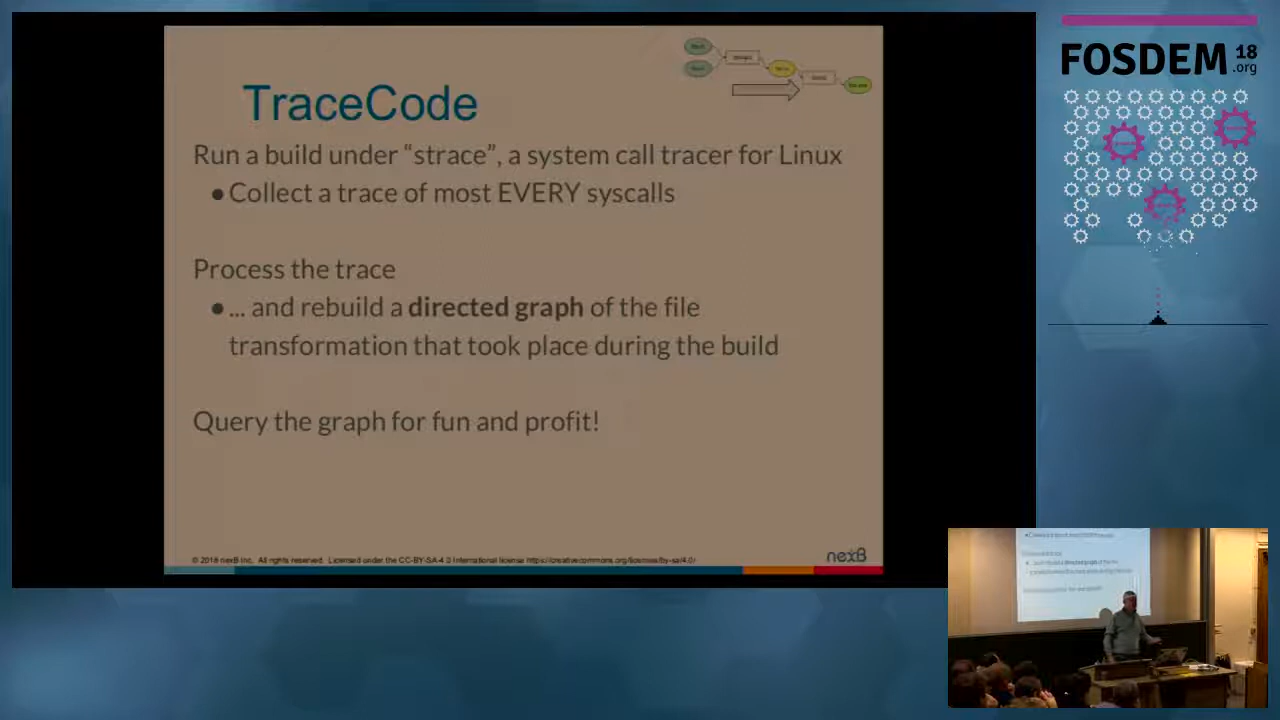 TraceCode
Run a build under “strace”, a system call tracer for Linux
●Collect a trace of most EVERY syscalls
Process the trace
●... and rebuild a directed graph of the file
transformation that took place during the build
Query the graph for fun and profit!
© 2018 nexB Inc. All rights reserved. Licensed under the CC-BY-SA-4.0 International license https://creativecommons.org/licenses/by-sa/4.0/
nexB
FOSDEM 18
.org